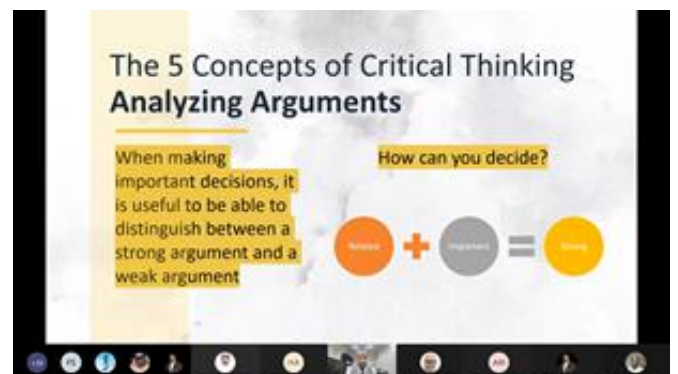 The 5 Concepts of Critical Thinking
Analyzing Arguments
When making
important decisions, it
is useful to be able to
distinguish between a
strong argument and a
weak argument
How can you decide?
Related + Important = Strong